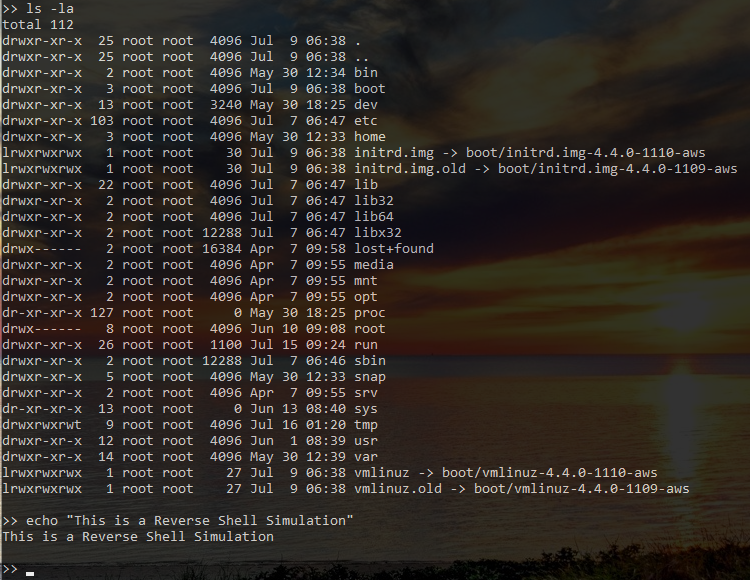 >> ls -la
total 112
drwxr-xr-x  25 root root  4096 Jul  9 06:38 .
drwxr-xr-x  25 root root  4096 Jul  9 06:38 ..
drwxr-xr-x   2 root root  4096 May 30 12:34 bin
drwxr-xr-x   3 root root  4096 Jul  9 06:38 boot
drwxr-xr-x  13 root root  3240 May 30 18:25 dev
drwxr-xr-x 103 root root  4096 Jul  7 06:47 etc
drwxr-xr-x   3 root root  4096 May 30 12:33 home
lrwxrwxrwx   1 root root    30 Jul  9 06:38 initrd.img -> boot/initrd.img-4.4.0-1110-aws
lrwxrwxrwx   1 root root    30 Jul  9 06:38 initrd.img.old -> boot/initrd.img-4.4.0-1109-aws
drwxr-xr-x  22 root root  4096 Jul  7 06:47 lib
drwxr-xr-x   2 root root  4096 Jul  7 06:47 lib32
drwxr-xr-x   2 root root  4096 Jul  7 06:47 lib64
drwxr-xr-x   2 root root 12288 Jul  7 06:47 libx32
drwx------   2 root root 16384 Apr  7 09:58 lost+found
drwxr-xr-x   2 root root  4096 Apr  7 09:55 media
drwxr-xr-x   2 root root  4096 Apr  7 09:55 mnt
drwxr-xr-x   2 root root  4096 Apr  7 09:55 opt
dr-xr-xr-x 127 root root     0 May 30 18:25 proc
drwx------   8 root root  4096 Jun 10 09:08 root
drwxr-xr-x  26 root root  1100 Jul 15 09:24 run
drwxr-xr-x   2 root root 12288 Jul  7 06:46 sbin
drwxr-xr-x   5 root root  4096 May 30 12:33 snap
drwxr-xr-x   2 root root  4096 Apr  7 09:55 srv
dr-xr-xr-x  13 root root     0 Jun 13 08:40 sys
drwxrwxrwt   9 root root  4096 Jul 16 01:20 tmp
drwxr-xr-x  12 root root  4096 Jun  1 08:39 usr
drwxr-xr-x  14 root root  4096 May 30 12:39 var
lrwxrwxrwx   1 root root    27 Jul  9 06:38 vmlinuz -> boot/vmlinuz-4.4.0-1110-aws
lrwxrwxrwx   1 root root    27 Jul  9 06:38 vmlinuz.old -> boot/vmlinuz-4.4.0-1109-aws
>> echo "This is a Reverse Shell Simulation"
This is a Reverse Shell Simulation
>> _